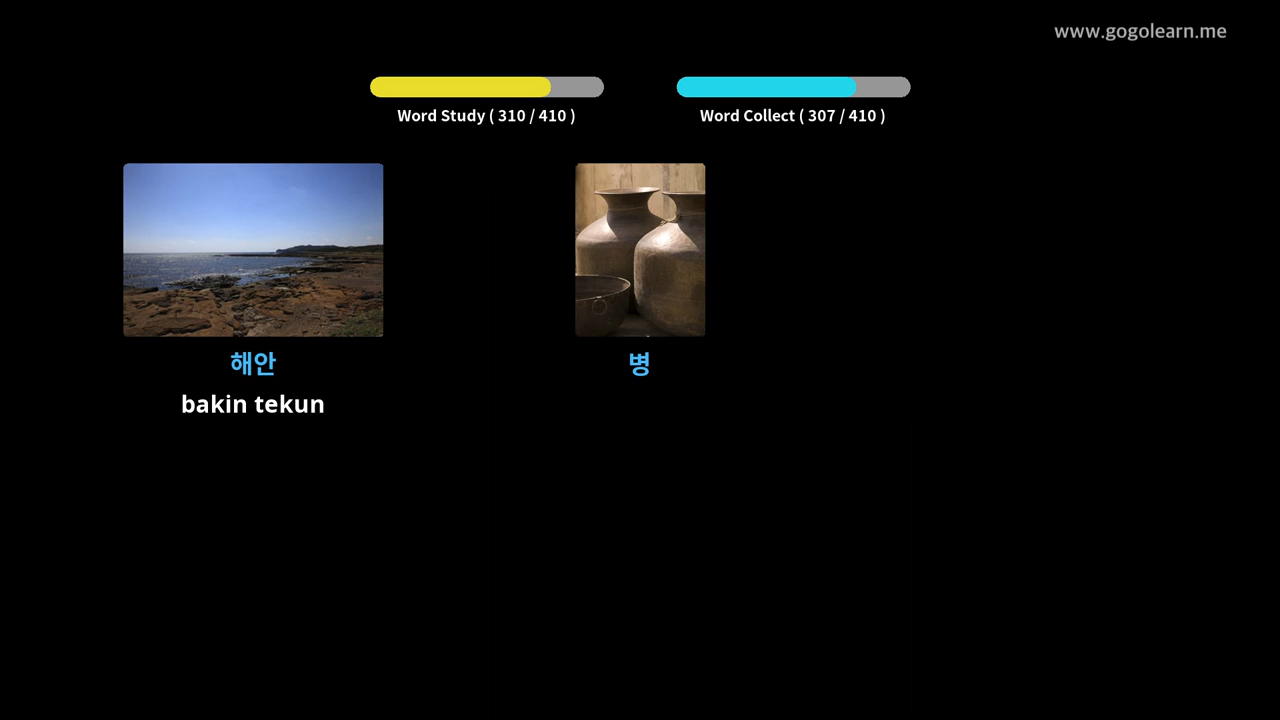 www.gogolearn.me
Word Study ( 310 / 410 )
Word Collect ( 307 / 410 )
해안
병
bakin tekun